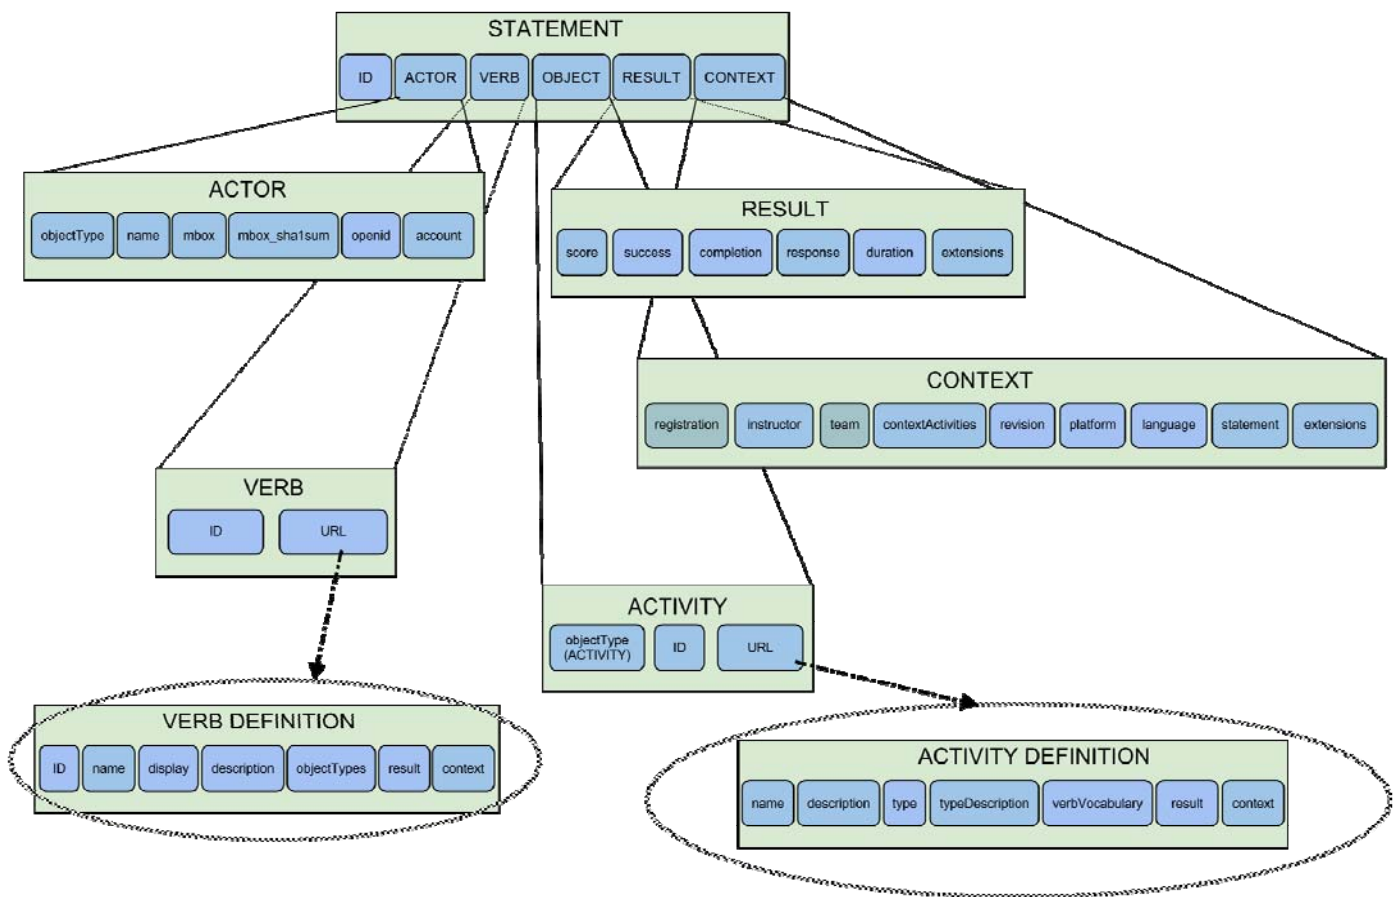 STATEMENT
ID ACTOR VERB OBJECT RESULT CONTEXT
ACTOR
objectType name mbox mbox_sha1sum openid account
RESULT
score success completion response duration extensions
CONTEXT
registration instructor team contextActivities revision platform language statement extensions
VERB
ID URL
ACTIVITY
objectType
(ACTIVITY)
ID URL
VERB DEFINITION
ID name display description objectTypes result context
ACTIVITY DEFINITION
name description type typeDescription verbVocabulary result context